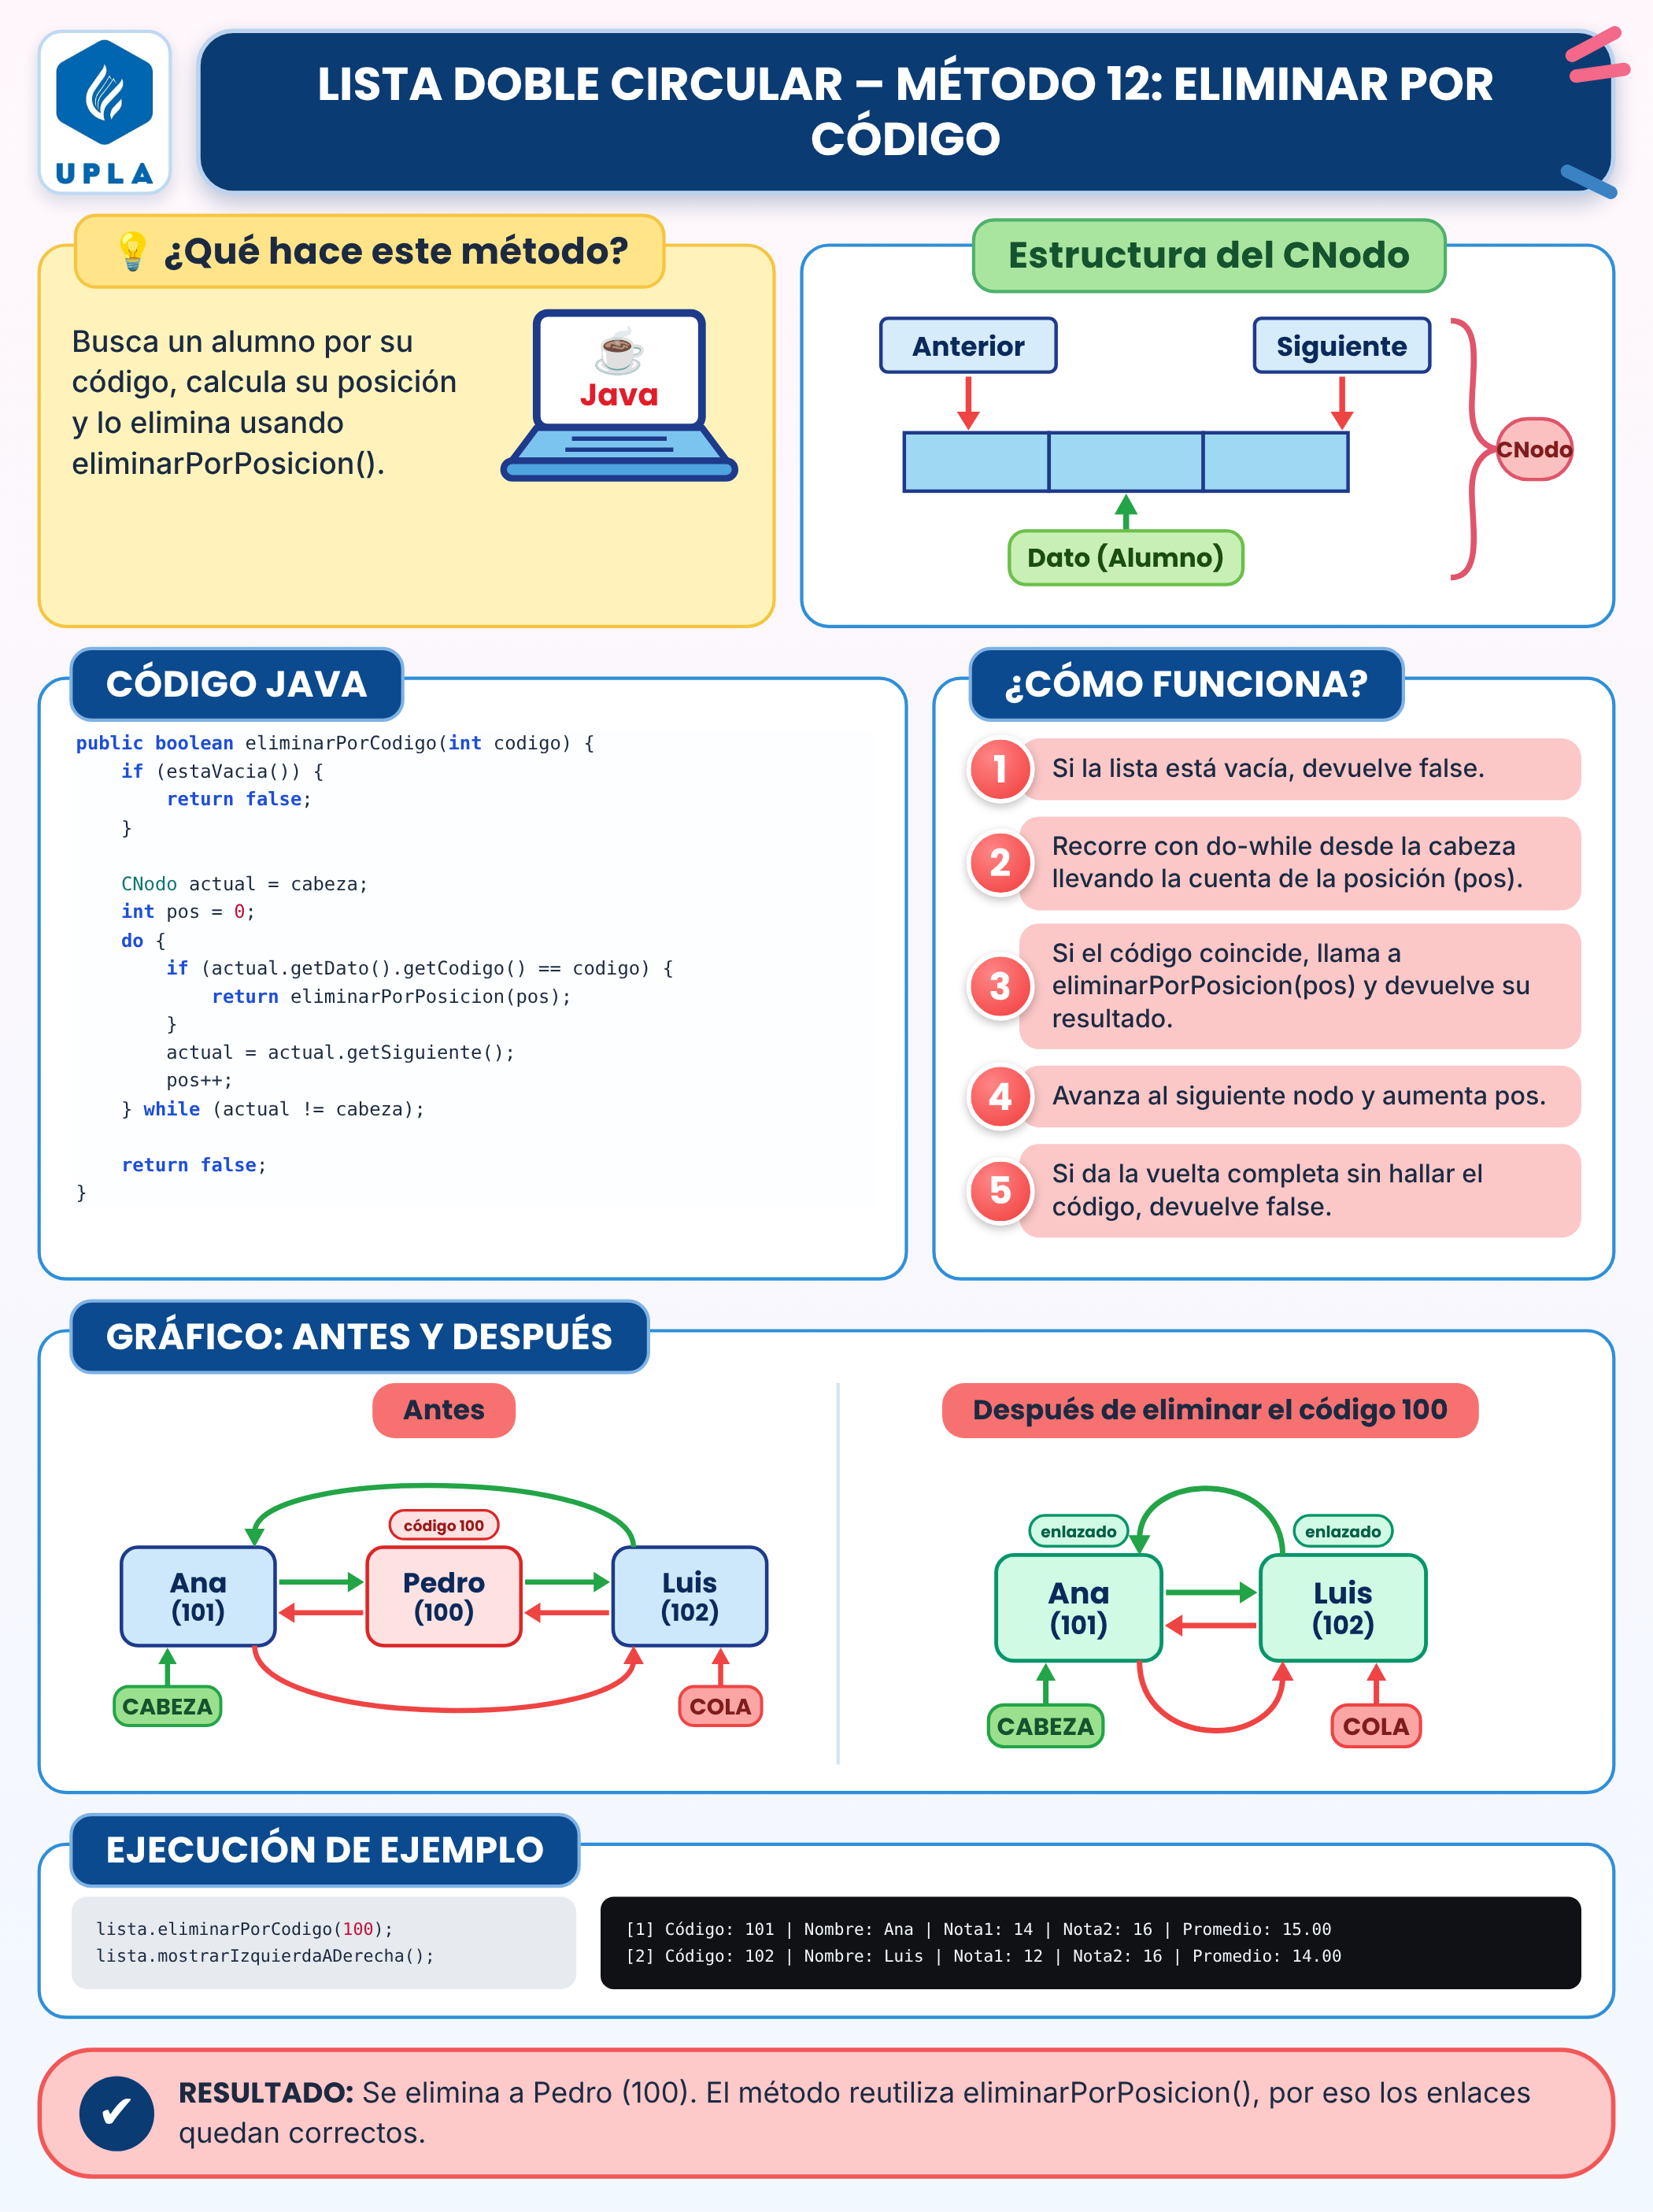 UPLA
LISTA DOBLE CIRCULAR – MÉTODO 12: ELIMINAR POR
CÓDIGO
💡 ¿Qué hace este método?
Busca un alumno por su
código, calcula su posición
y lo elimina usando
eliminarPorPosicion().
Java
Estructura del CNodo
Anterior
Siguiente
CNodo
Dato (Alumno)
CÓDIGO JAVA
public boolean eliminarPorCodigo(int codigo) {
    if (estaVacia()) {
        return false;
    }
    CNodo actual = cabeza;
    int pos = 0;
    do {
        if (actual.getDato().getCodigo() == codigo) {
            return eliminarPorPosicion(pos);
        }
        actual = actual.getSiguiente();
        pos++;
    } while (actual != cabeza);
    return false;
}
¿CÓMO FUNCIONA?
1 Si la lista está vacía, devuelve false.
2 Recorre con do-while desde la cabeza
llevando la cuenta de la posición (pos).
3 Si el código coincide, llama a
eliminarPorPosicion(pos) y devuelve su
resultado.
4 Avanza al siguiente nodo y aumenta pos.
5 Si da la vuelta completa sin hallar el
código, devuelve false.
GRÁFICO: ANTES Y DESPUÉS
Antes
código 100
Ana
(101)
Pedro
(100)
Luis
(102)
CABEZA
COLA
Después de eliminar el código 100
enlazado
enlazado
Ana
(101)
Luis
(102)
CABEZA
COLA
EJECUCIÓN DE EJEMPLO
lista.eliminarPorCodigo(100);
lista.mostrarIzquierdaADerecha();
[1] Código: 101 | Nombre: Ana | Nota1: 14 | Nota2: 16 | Promedio: 15.00
[2] Código: 102 | Nombre: Luis | Nota1: 12 | Nota2: 16 | Promedio: 14.00
✔ RESULTADO: Se elimina a Pedro (100). El método reutiliza eliminarPorPosicion(), por eso los enlaces
quedan correctos.